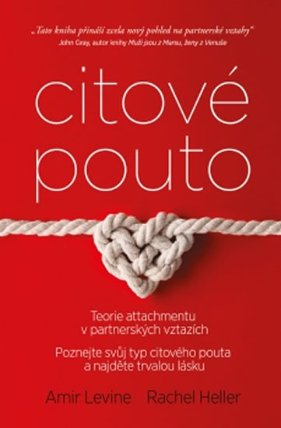 „Tato kniha přináší zcela nový pohled na partnerské vztahy“
John Gray, autor knihy Muži jsou z Marsu, ženy z Venuše
citové
pouto
Teorie attachmentu
v partnerských vztazích
Poznejte svůj typ citového pouta
a najděte trvalou lásku
Amir Levine Rachel Heller